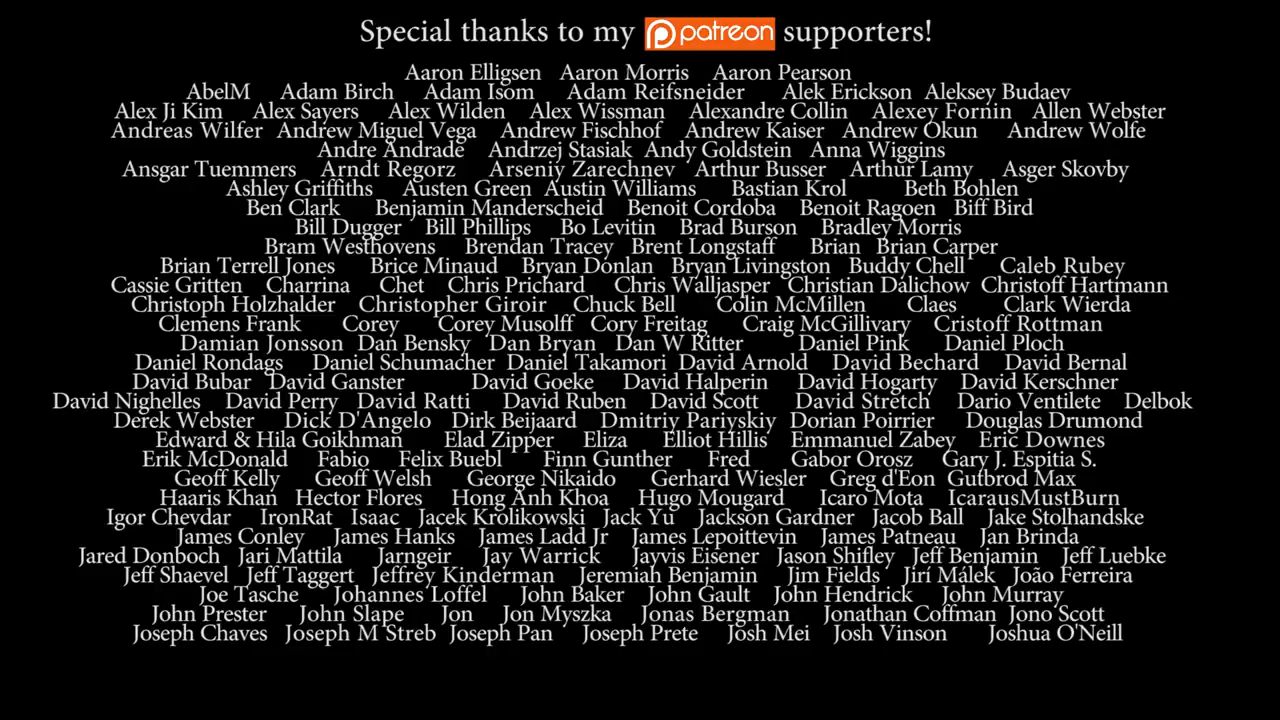 Special thanks to my patreon supporters!
Aaron Elligsen Aaron Morris Aaron Pearson
AbelM Adam Birch Adam Isom Adam Reifsneider Alek Erickson Aleksey Budaev
Alex Ji Kim Alex Sayers Alex Wilden Alex Wissman Alexandre Collin Alexey Fornin Allen Webster
Andreas Wilfer Andrew Miguel Vega Andrew Fischhof Andrew Kaiser Andrew Okun Andrew Wolfe
Andre Andrade Andrzej Stasiak Andy Goldstein Anna Wiggins
Ansgar Tuemmers Arndt Regorz Arseniy Zarechnev Arthur Busser Arthur Lamy Asger Skovby
Ashley Griffiths Austen Green Austin Williams Bastian Krol Beth Bohlen
Ben Clark Benjamin Manderscheid Benoit Cordoba Benoit Ragoen Biff Bird
Bill Dugger Bill Phillips Bo Levitin Brad Burson Bradley Morris
Bram Westhovens Brendan Tracey Brent Longstaff Brian Brian Carper
Brian Terrell Jones Brice Minaud Bryan Donlan Bryan Livingston Buddy Chell Caleb Rubey
Cassie Gritten Charrina Chet Chris Prichard Chris Walljasper Christian Dalichow Christoff Hartmann
Christoph Holzhalder Christopher Giroir Chuck Bell Colin McMillen Claes Clark Wierda
Clemens Frank Corey Corey Musolff Cory Freitag Craig McGillivary Cristoff Rottman
Damian Jonsson Dan Bensky Dan Bryan Dan W Ritter Daniel Pink Daniel Ploch
Daniel Rondags Daniel Schumacher Daniel Takamori David Arnold David Bechard David Bernal
David Bubar David Ganster David Goeke David Halperin David Hogarty David Kerschner
David Nighelles David Perry David Ratti David Ruben David Scott David Stretch Dario Ventilete Delbok
Derek Webster Dick D'Angelo Dirk Beijaard Dmitriy Pariyskiy Dorian Poirrier Douglas Drumond
Edward & Hila Goikhman Elad Zipper Eliza Elliot Hillis Emmanuel Zabey Eric Downes
Erik McDonald Fabio Felix Buebl Finn Gunther Fred Gabor Orosz Gary J. Espitia S.
Geoff Kelly Geoff Welsh George Nikaido Gerhard Wiesler Greg d'Eon Gutbrod Max
Haaris Khan Hector Flores Hong Anh Khoa Hugo Mougard Icaro Mota IcarausMustBurn
Igor Chevdar IronRat Isaac Jacek Krolikowski Jack Yu Jackson Gardner Jacob Ball Jake Stolhandske
James Conley James Hanks James Ladd Jr James Lepoittevin James Patneau Jan Brinda
Jared Donboch Jari Mattila Jarngeir Jay Warrick Jayvis Eisener Jason Shifley Jeff Benjamin Jeff Luebke
Jeff Shaevel Jeff Taggert Jeffrey Kinderman Jeremiah Benjamin Jim Fields Jirí Málek João Ferreira
Joe Tasche Johannes Loffel John Baker John Gault John Hendrick John Murray
John Prester John Slape Jon Jon Myszka Jonas Bergman Jonathan Coffman Jono Scott
Joseph Chaves Joseph M Streb Joseph Pan Joseph Prete Josh Mei Josh Vinson Joshua O'Neill